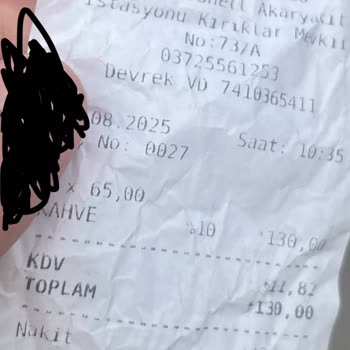 Shell Akaryakıt
İstasyonu Kırıklar Mevkii
No:73/A
03725561253
Devrek VD 7410365411
08.2025
Saat: 10:35
No: 0027
x 65,00
KAHVE %10 *130,00
KDV *11,82
TOPLAM *130,00
Nakit